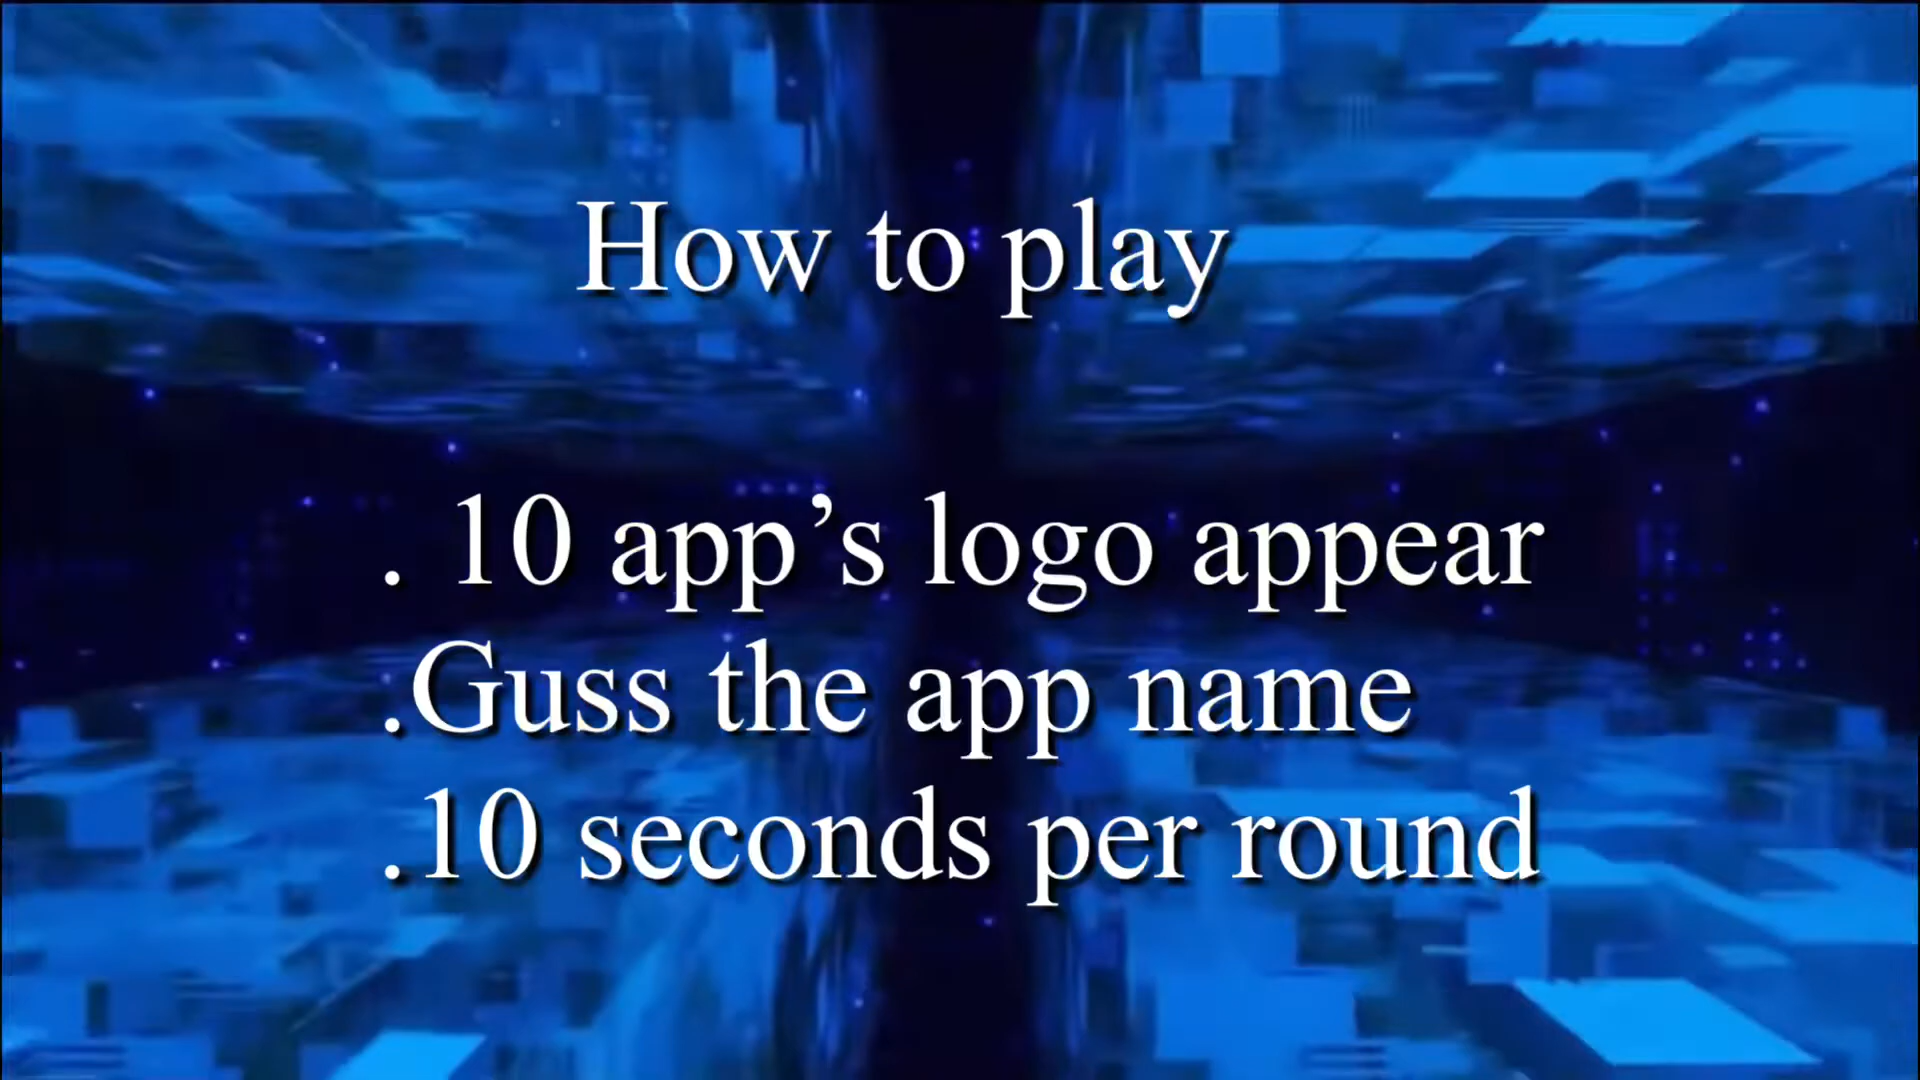 How to play
. 10 app’s logo appear
.Guss the app name
.10 seconds per round